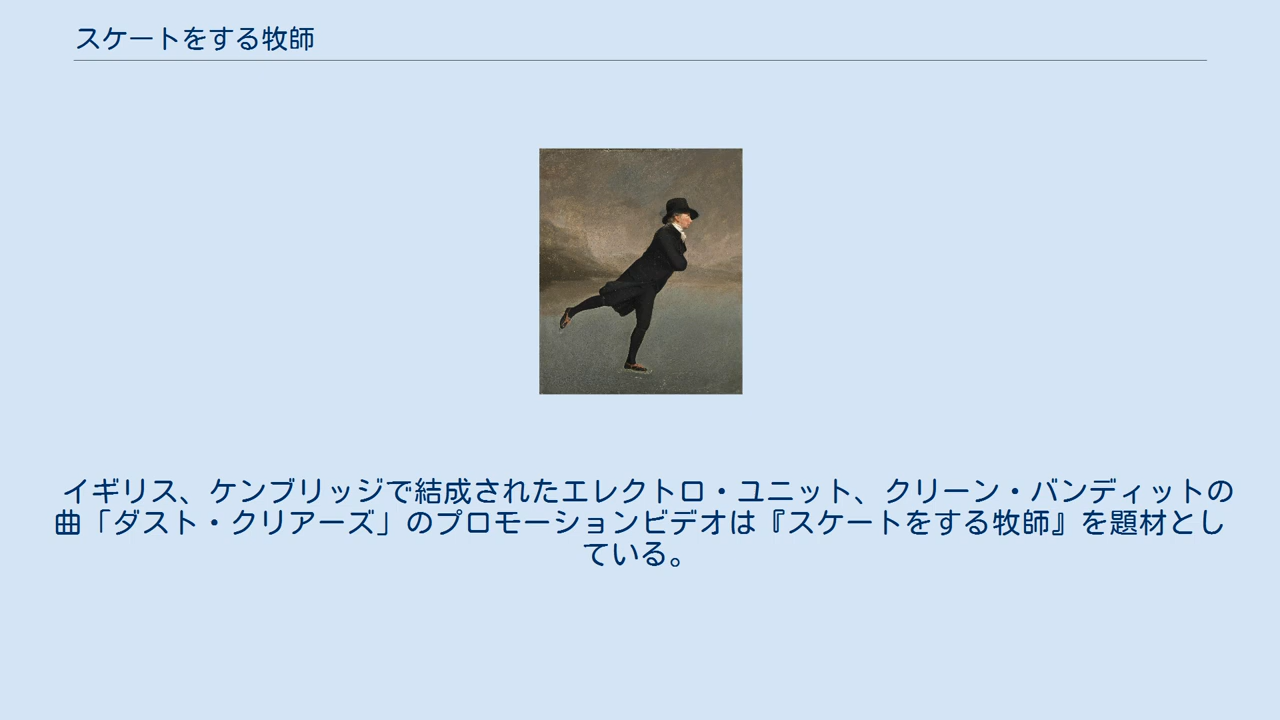 スケートをする牧師
イギリス、ケンブリッジで結成されたエレクトロ・ユニット、クリーン・バンディットの
曲「ダスト・クリアーズ」のプロモーションビデオは『スケートをする牧師』を題材とし
ている。